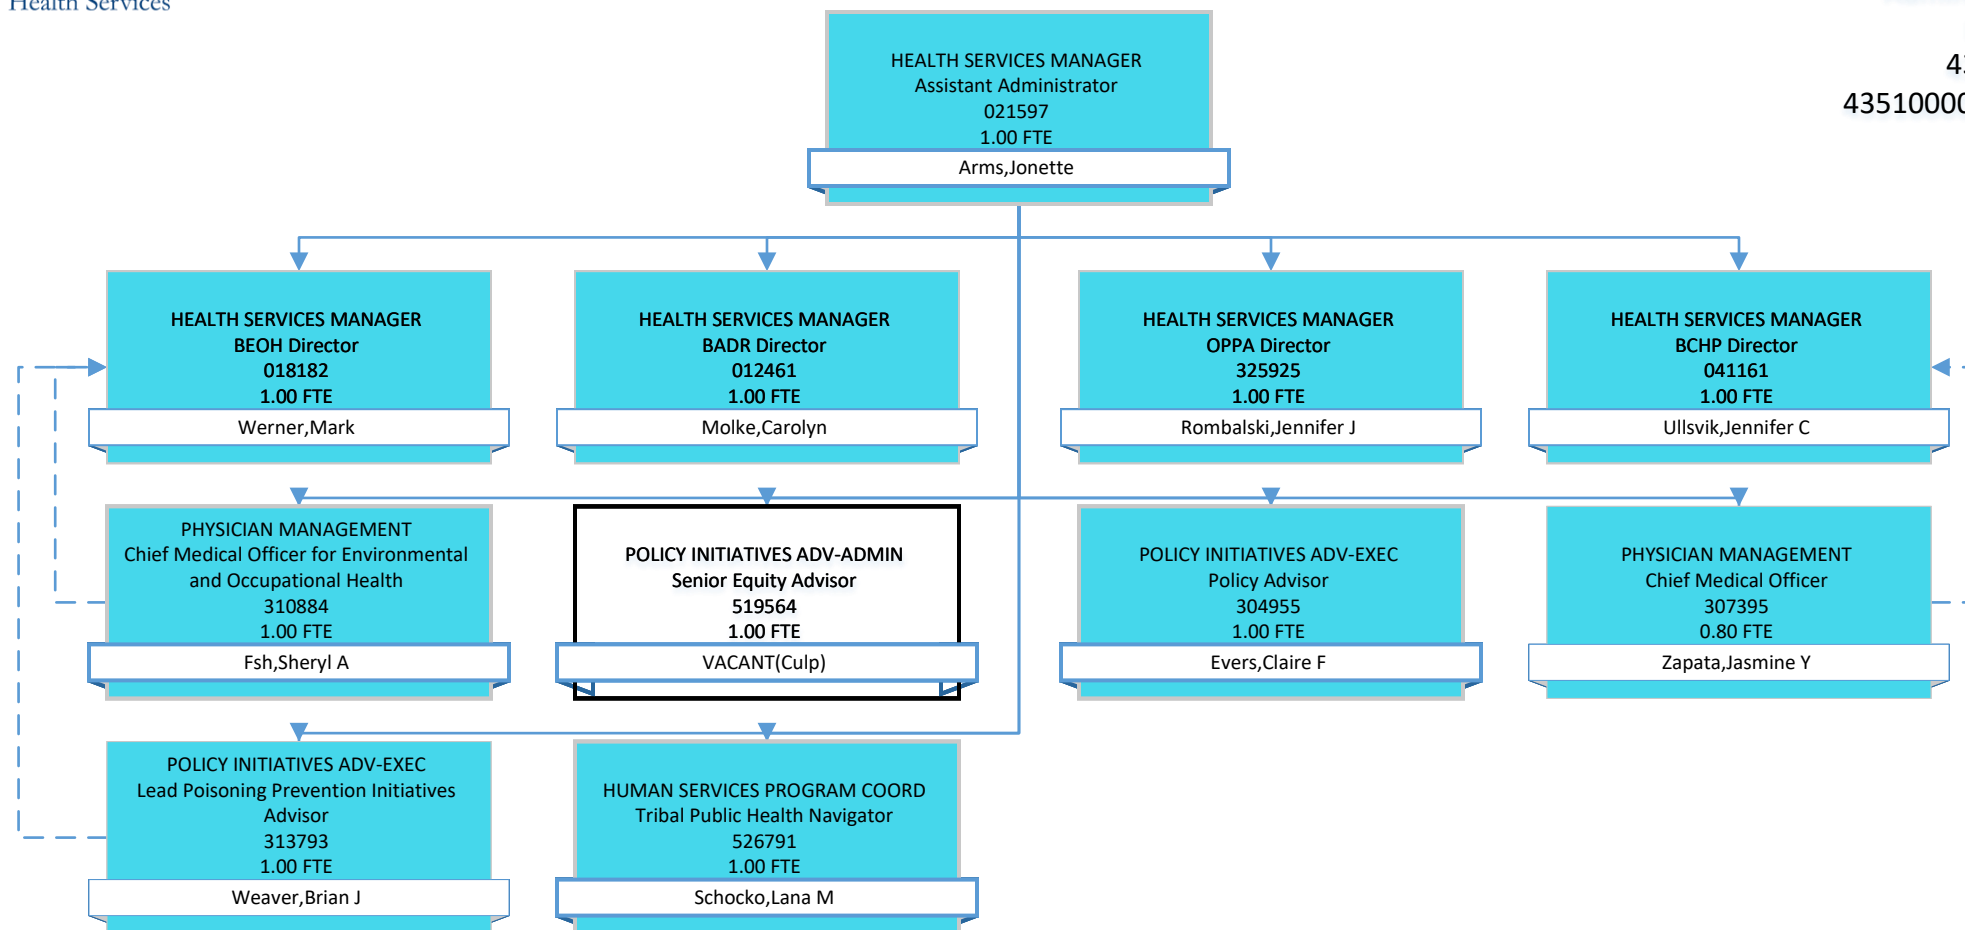 Health Services
43
43510000
HEALTH SERVICES MANAGER
Assistant Administrator
021597
1.00 FTE
Arms,Jonette
HEALTH SERVICES MANAGER
BEOH Director
018182
1.00 FTE
Werner,Mark
HEALTH SERVICES MANAGER
BADR Director
012461
1.00 FTE
Molke,Carolyn
HEALTH SERVICES MANAGER
OPPA Director
325925
1.00 FTE
Rombalski,Jennifer J
HEALTH SERVICES MANAGER
BCHP Director
041161
1.00 FTE
Ullsvik,Jennifer C
PHYSICIAN MANAGEMENT
Chief Medical Officer for Environmental
and Occupational Health
310884
1.00 FTE
Fsh,Sheryl A
POLICY INITIATIVES ADV-ADMIN
Senior Equity Advisor
519564
1.00 FTE
VACANT(Culp)
POLICY INITIATIVES ADV-EXEC
Policy Advisor
304955
1.00 FTE
Evers,Claire F
PHYSICIAN MANAGEMENT
Chief Medical Officer
307395
0.80 FTE
Zapata,Jasmine Y
POLICY INITIATIVES ADV-EXEC
Lead Poisoning Prevention Initiatives
Advisor
313793
1.00 FTE
Weaver,Brian J
HUMAN SERVICES PROGRAM COORD
Tribal Public Health Navigator
526791
1.00 FTE
Schocko,Lana M